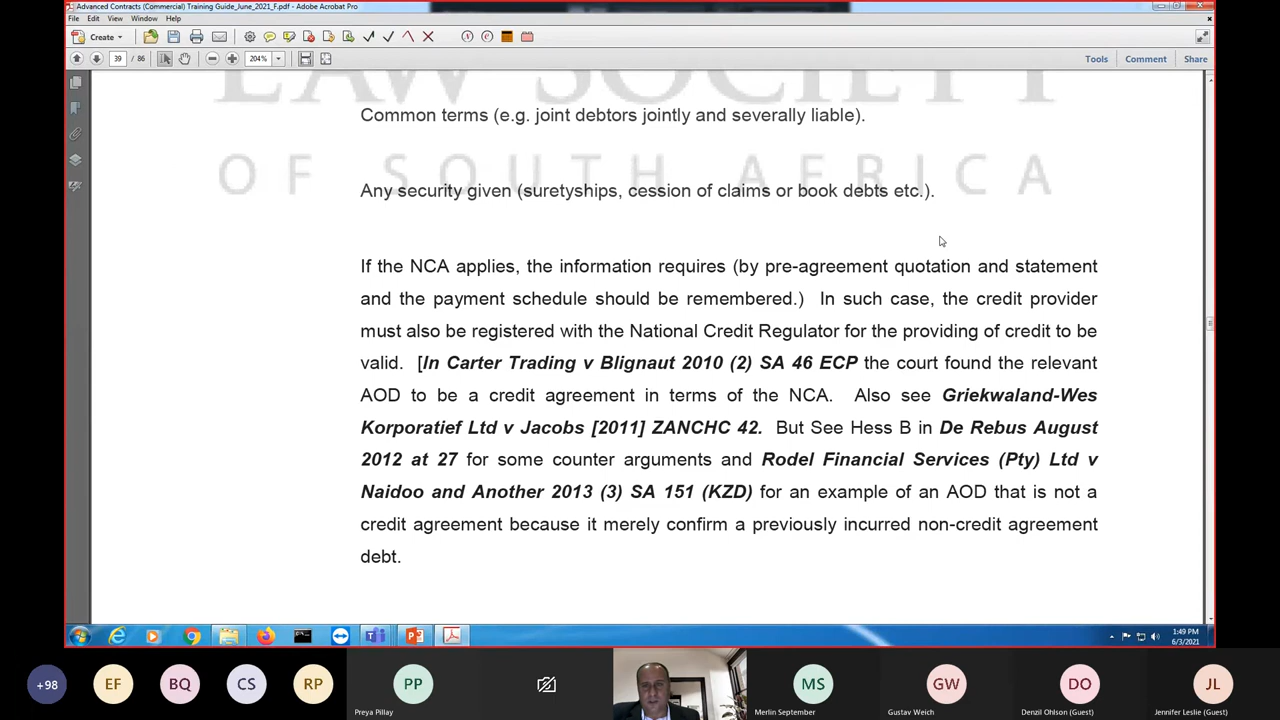 Advanced Contracts (Commercial) Training Guide_June_2021_F.pdf - Adobe Acrobat Pro
File Edit View Window Help
Create
39 / 86 204% Tools Comment Share
LAW SOCIETY
Common terms (e.g. joint debtors jointly and severally liable).
OF SOUTH AFRICA
Any security given (suretyships, cession of claims or book debts etc.).
If the NCA applies, the information requires (by pre-agreement quotation and statement
and the payment schedule should be remembered.) In such case, the credit provider
must also be registered with the National Credit Regulator for the providing of credit to be
valid. [In Carter Trading v Blignaut 2010 (2) SA 46 ECP the court found the relevant
AOD to be a credit agreement in terms of the NCA. Also see Griekwaland-Wes
Korporatief Ltd v Jacobs [2011] ZANCHC 42. But See Hess B in De Rebus August
2012 at 27 for some counter arguments and Rodel Financial Services (Pty) Ltd v
Naidoo and Another 2013 (3) SA 151 (KZD) for an example of an AOD that is not a
credit agreement because it merely confirm a previously incurred non-credit agreement
debt.
1:49 PM
6/3/2021
+98 EF BQ CS RP PP MS GW DO JL
Preya Pillay Merlin September Gustav Weich Denzil Ohlson (Guest) Jennifer Leslie (Guest)